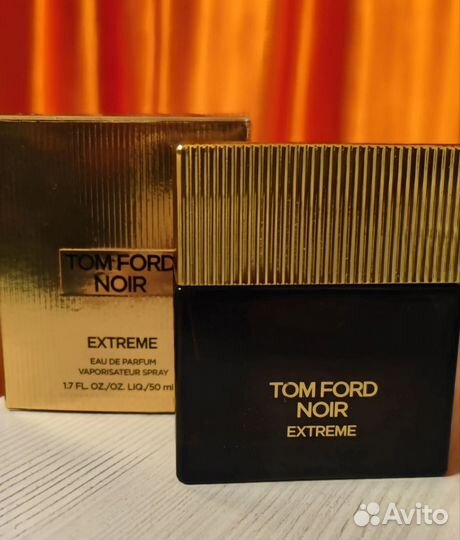 TOM FORD
NOIR
EXTREME
EAU DE PARFUM
VAPORISATEUR SPRAY
1.7 FL. OZ./OZ. LIQ./50 ml
TOM FORD
NOIR
EXTREME
Avito